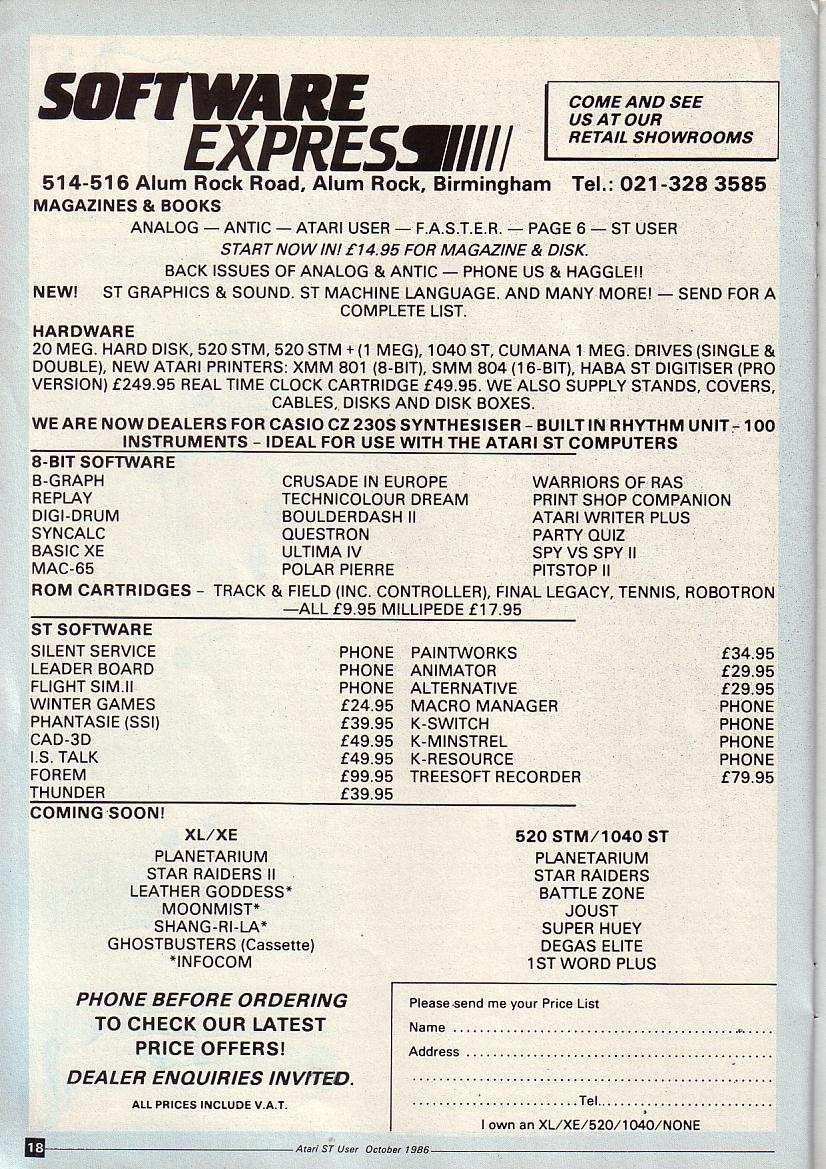 SOFTWARE
EXPRESS
COME AND SEE
US AT OUR
RETAIL SHOWROOMS
514-516 Alum Rock Road, Alum Rock, Birmingham Tel.: 021-328 3585
MAGAZINES & BOOKS
ANALOG — ANTIC — ATARI USER — F.A.S.T.E.R. — PAGE 6 — ST USER
START NOW IN! £14.95 FOR MAGAZINE & DISK.
BACK ISSUES OF ANALOG & ANTIC — PHONE US & HAGGLE!!
NEW! ST GRAPHICS & SOUND. ST MACHINE LANGUAGE. AND MANY MORE! — SEND FOR A
COMPLETE LIST.
HARDWARE
20 MEG. HARD DISK, 520 STM, 520 STM + (1 MEG), 1040 ST, CUMANA 1 MEG. DRIVES (SINGLE &
DOUBLE), NEW ATARI PRINTERS: XMM 801 (8-BIT), SMM 804 (16-BIT), HABA ST DIGITISER (PRO
VERSION) £249.95 REAL TIME CLOCK CARTRIDGE £49.95. WE ALSO SUPPLY STANDS, COVERS,
CABLES, DISKS AND DISK BOXES.
WE ARE NOW DEALERS FOR CASIO CZ 230S SYNTHESISER – BUILT IN RHYTHM UNIT – 100
INSTRUMENTS – IDEAL FOR USE WITH THE ATARI ST COMPUTERS
8-BIT SOFTWARE
B-GRAPH CRUSADE IN EUROPE WARRIORS OF RAS
REPLAY TECHNICOLOUR DREAM PRINT SHOP COMPANION
DIGI-DRUM BOULDERDASH II ATARI WRITER PLUS
SYNCALC QUESTRON PARTY QUIZ
BASIC XE ULTIMA IV SPY VS SPY II
MAC-65 POLAR PIERRE PITSTOP II
ROM CARTRIDGES – TRACK & FIELD (INC. CONTROLLER), FINAL LEGACY, TENNIS, ROBOTRON
—ALL £9.95 MILLIPEDE £17.95
ST SOFTWARE
SILENT SERVICE PHONE PAINTWORKS £34.95
LEADER BOARD PHONE ANIMATOR £29.95
FLIGHT SIM.II PHONE ALTERNATIVE £29.95
WINTER GAMES £24.95 MACRO MANAGER PHONE
PHANTASIE (SSI) £39.95 K-SWITCH PHONE
CAD-3D £49.95 K-MINSTREL PHONE
I.S. TALK £49.95 K-RESOURCE PHONE
FOREM £99.95 TREESOFT RECORDER £79.95
THUNDER £39.95
COMING SOON!
XL/XE
PLANETARIUM
STAR RAIDERS II
LEATHER GODDESS*
MOONMIST*
SHANG-RI-LA*
GHOSTBUSTERS (Cassette)
*INFOCOM
520 STM/1040 ST
PLANETARIUM
STAR RAIDERS
BATTLE ZONE
JOUST
SUPER HUEY
DEGAS ELITE
1ST WORD PLUS
PHONE BEFORE ORDERING
TO CHECK OUR LATEST
PRICE OFFERS!
DEALER ENQUIRIES INVITED.
ALL PRICES INCLUDE V.A.T.
Please send me your Price List
Name
Address
Tel.
I own an XL/XE/520/1040/NONE
18 Atari ST User October 1986